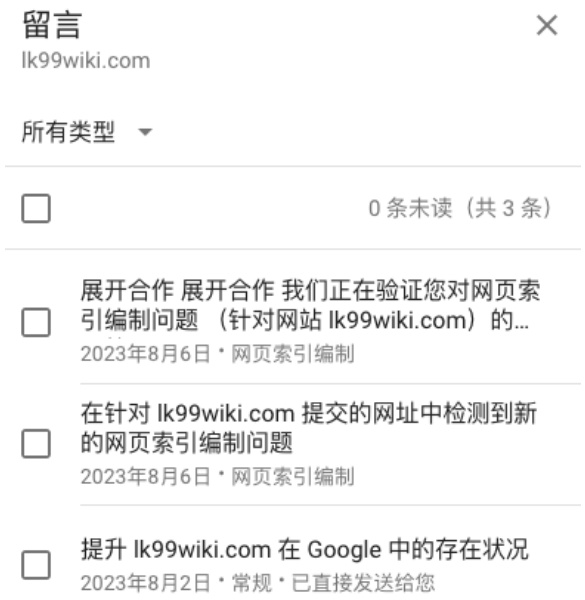 留言
lk99wiki.com
所有类型
0 条未读（共 3 条）
展开合作 展开合作 我们正在验证您对网页索
引编制问题 （针对网站 lk99wiki.com）的...
2023年8月6日 · 网页索引编制
在针对 lk99wiki.com 提交的网址中检测到新
的网页索引编制问题
2023年8月6日 · 网页索引编制
提升 lk99wiki.com 在 Google 中的存在状况
2023年8月2日 · 常规 · 已直接发送给您